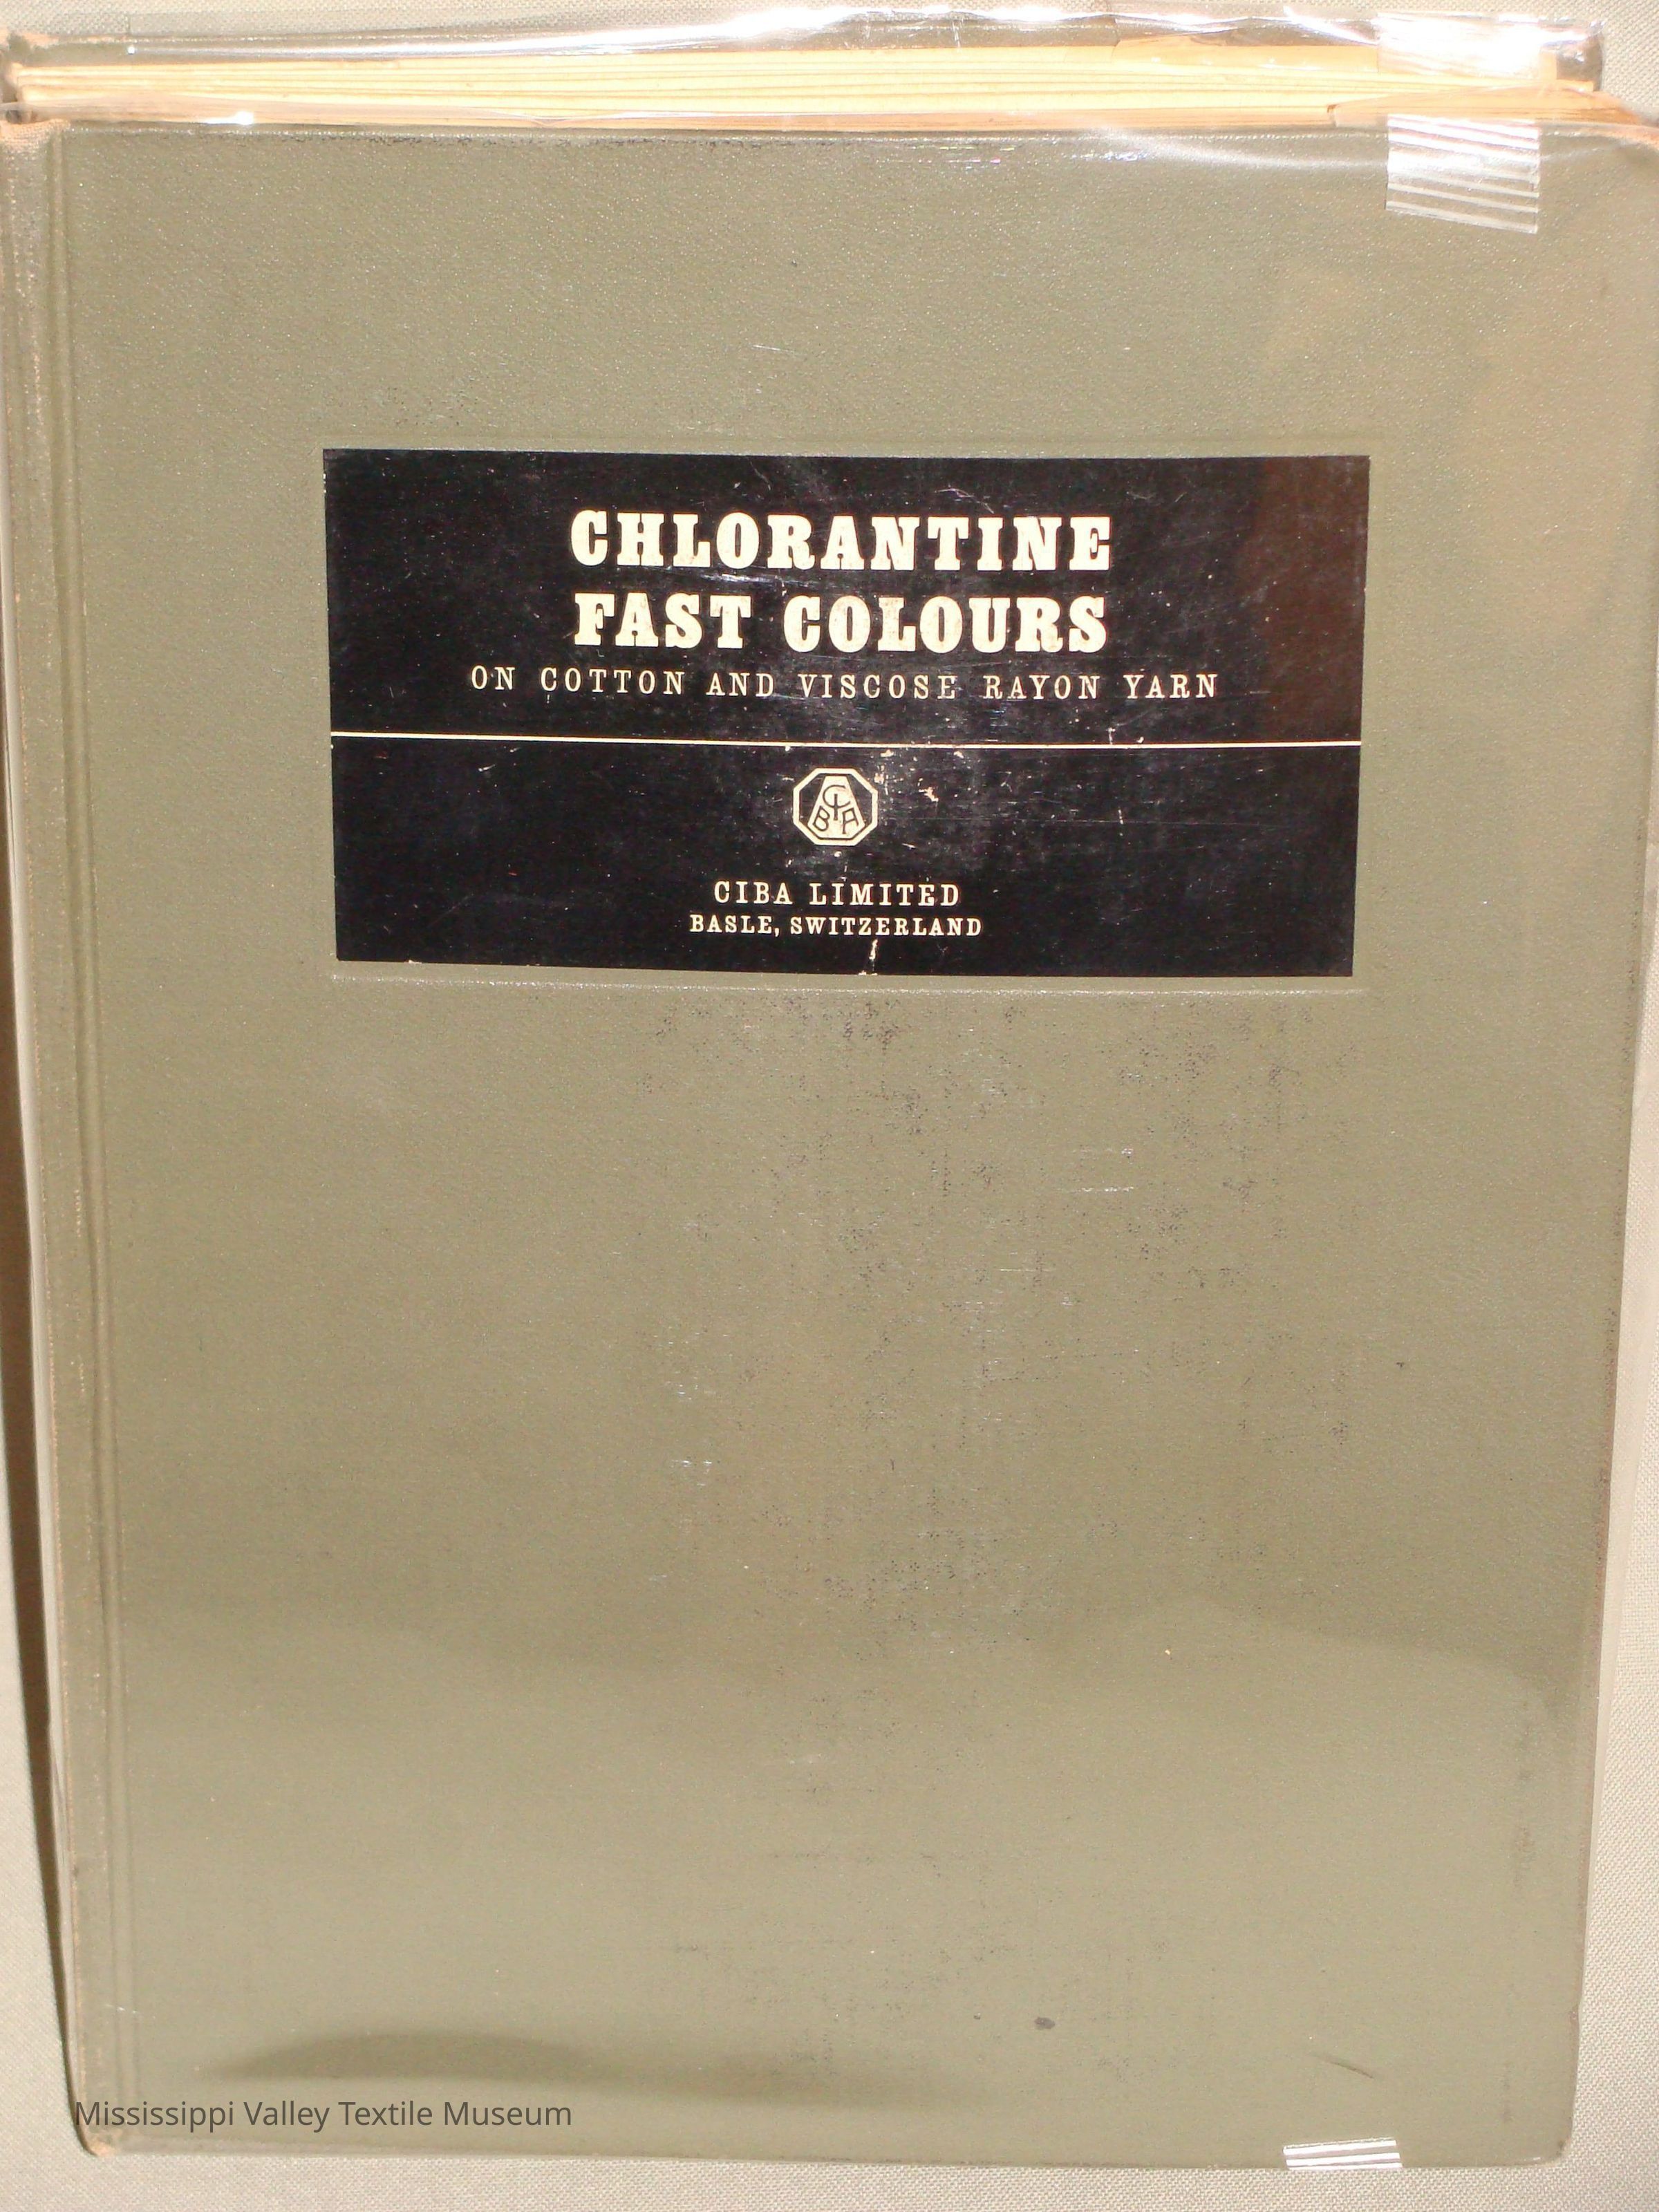 CHLORANTINE
FAST COLOURS
ON COTTON AND VISCOSE RAYON YARN
CIBA
CIBA LIMITED
BASLE, SWITZERLAND
Mississippi Valley Textile Museum